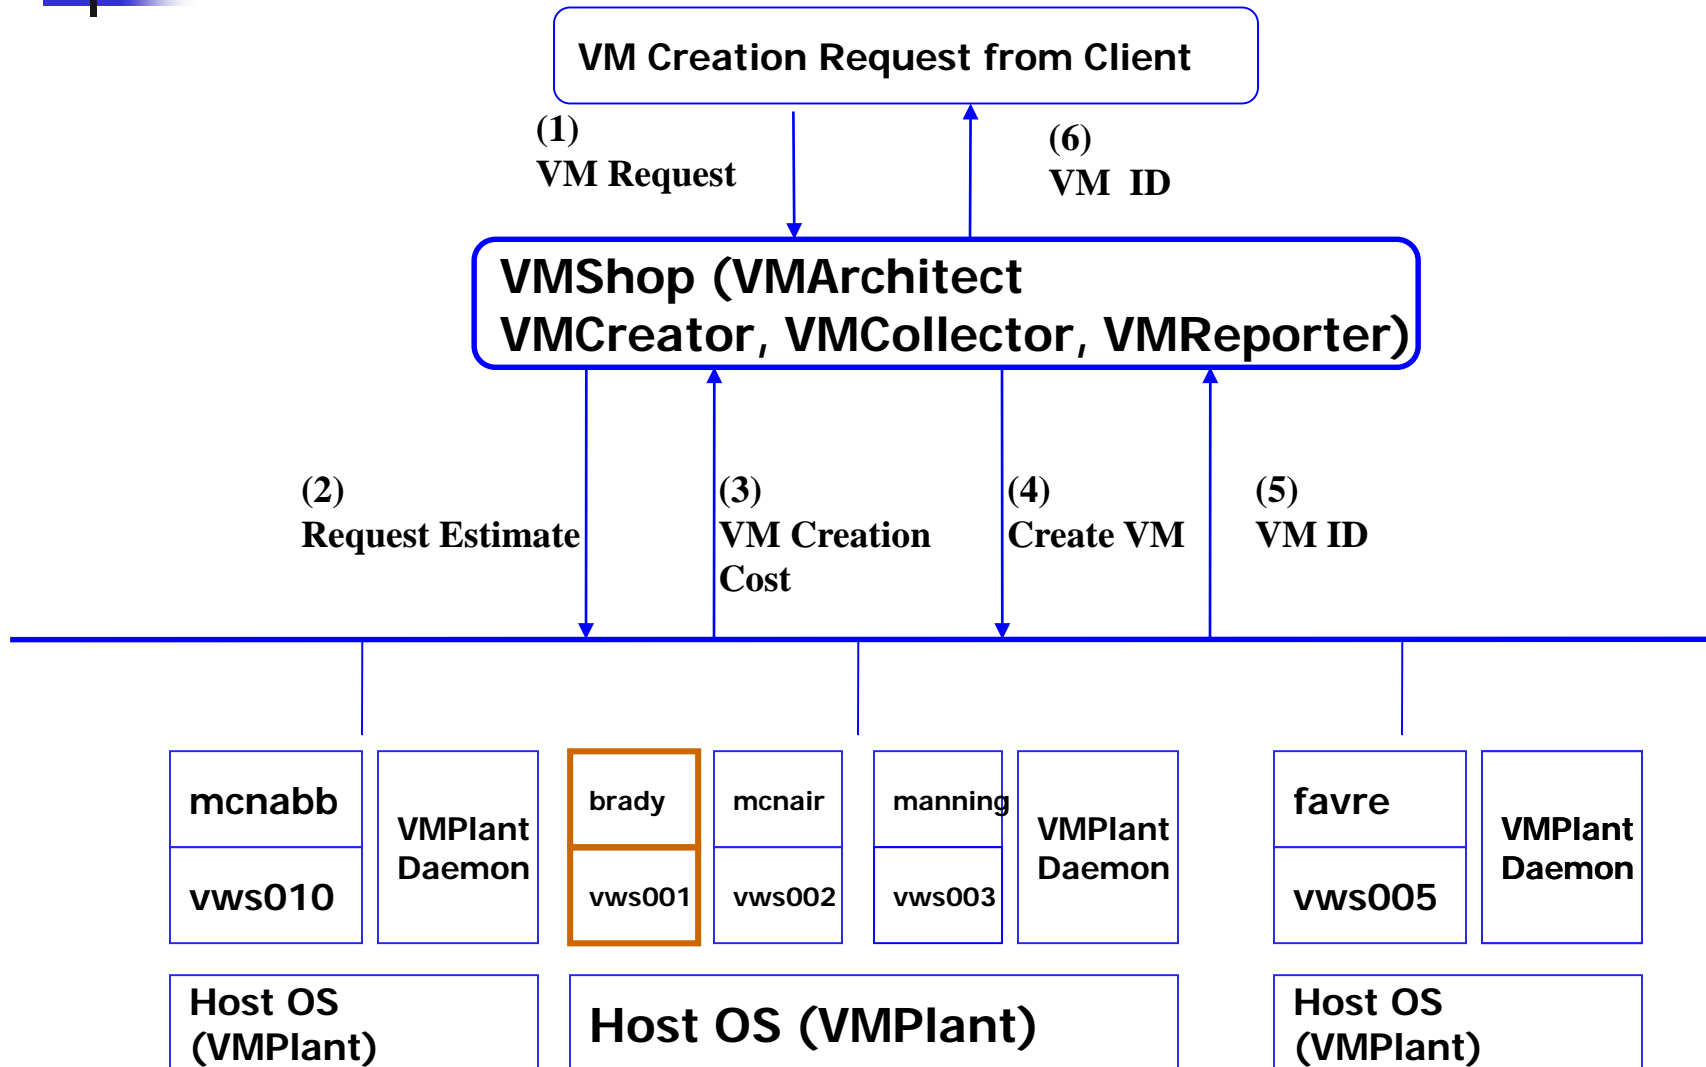 VM Creation Request from Client
(1)
VM Request
(6)
VM ID
VMShop (VMArchitect
VMCreator, VMCollector, VMReporter)
(2)
Request Estimate
(3)
VM Creation
Cost
(4)
Create VM
(5)
VM ID
mcnabb
vws010
VMPlant
Daemon
brady
vws001
mcnair
vws002
manning
vws003
VMPlant
Daemon
favre
vws005
VMPlant
Daemon
Host OS
(VMPlant)
Host OS (VMPlant)
Host OS
(VMPlant)